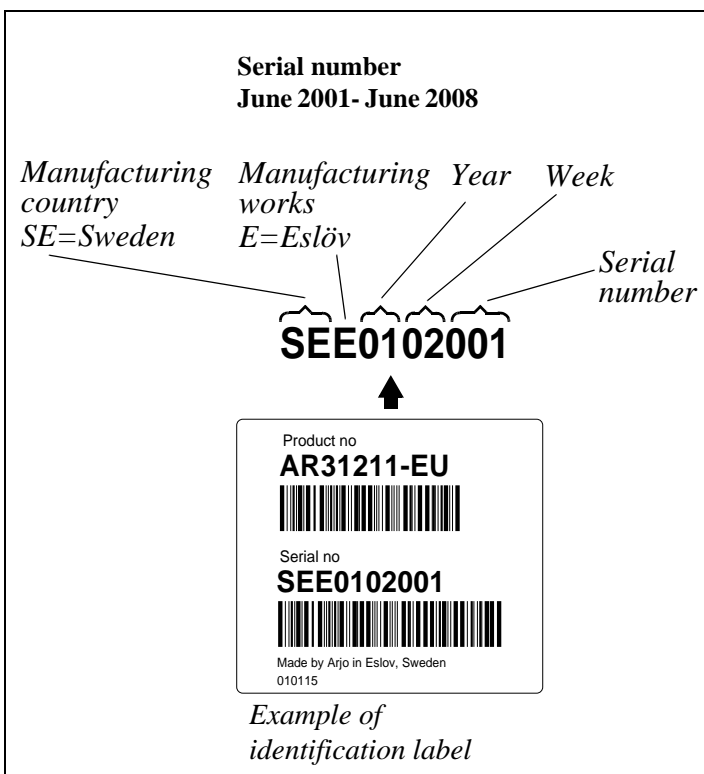 Serial number
June 2001- June 2008
Manufacturing
country
SE=Sweden
Manufacturing
works
E=Eslöv
Year
Week
Serial
number
SEE0102001
Product no
AR31211-EU
Serial no
SEE0102001
Made by Arjo in Eslov, Sweden
010115
Example of
identification label